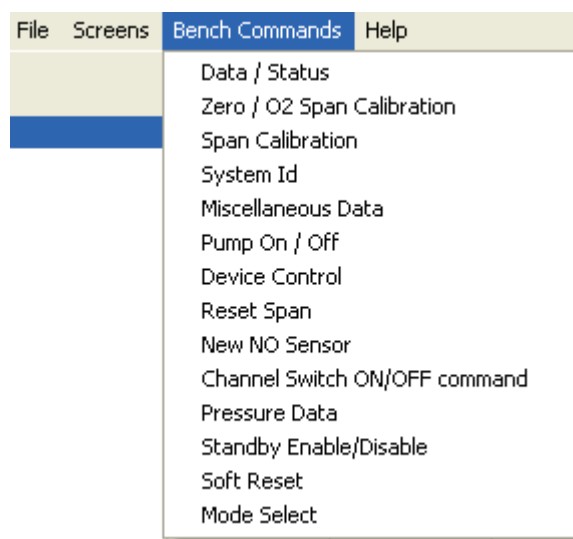 File Screens Bench Commands Help
Data / Status
Zero / O2 Span Calibration
Span Calibration
System Id
Miscellaneous Data
Pump On / Off
Device Control
Reset Span
New NO Sensor
Channel Switch ON/OFF command
Pressure Data
Standby Enable/Disable
Soft Reset
Mode Select